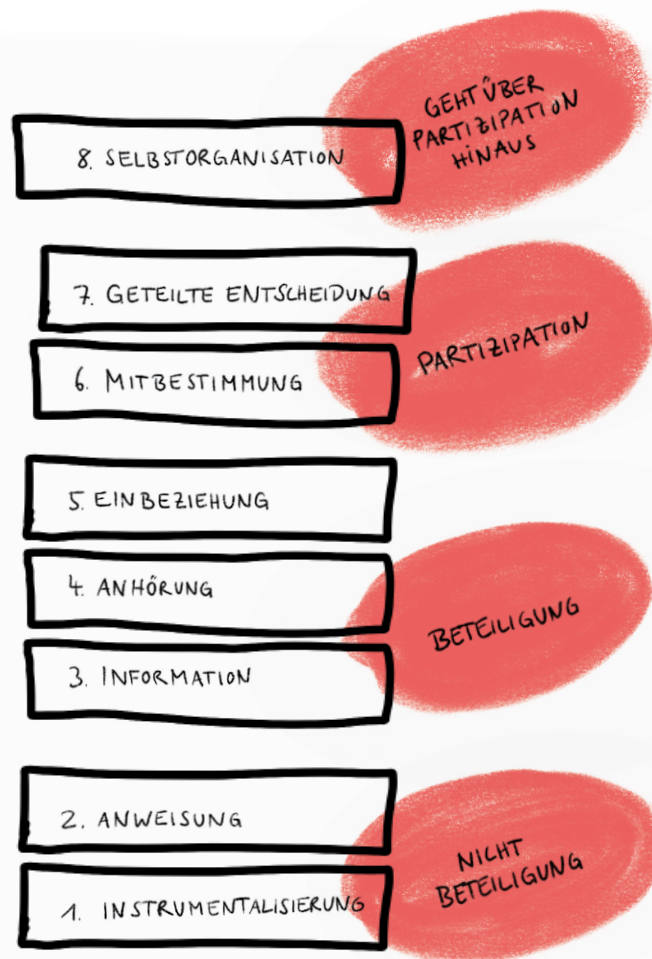 GEHT ÜBER
PARTIZIPATION
HINAUS
8. SELBSTORGANISATION
7. GETEILTE ENTSCHEIDUNG
PARTIZIPATION
6. MITBESTIMMUNG
5. EINBEZIEHUNG
4. ANHÖRUNG
BETEILIGUNG
3. INFORMATION
2. ANWEISUNG
NICHT
BETEILIGUNG
1. INSTRUMENTALISIERUNG